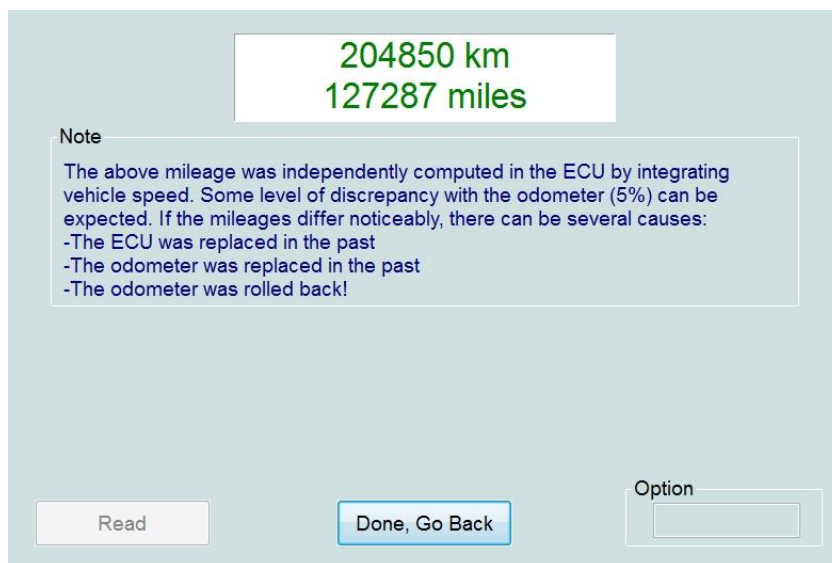 204850 km
127287 miles
Note
The above mileage was independently computed in the ECU by integrating
vehicle speed. Some level of discrepancy with the odometer (5%) can be
expected. If the mileages differ noticeably, there can be several causes:
-The ECU was replaced in the past
-The odometer was replaced in the past
-The odometer was rolled back!
Option
Read
Done, Go Back